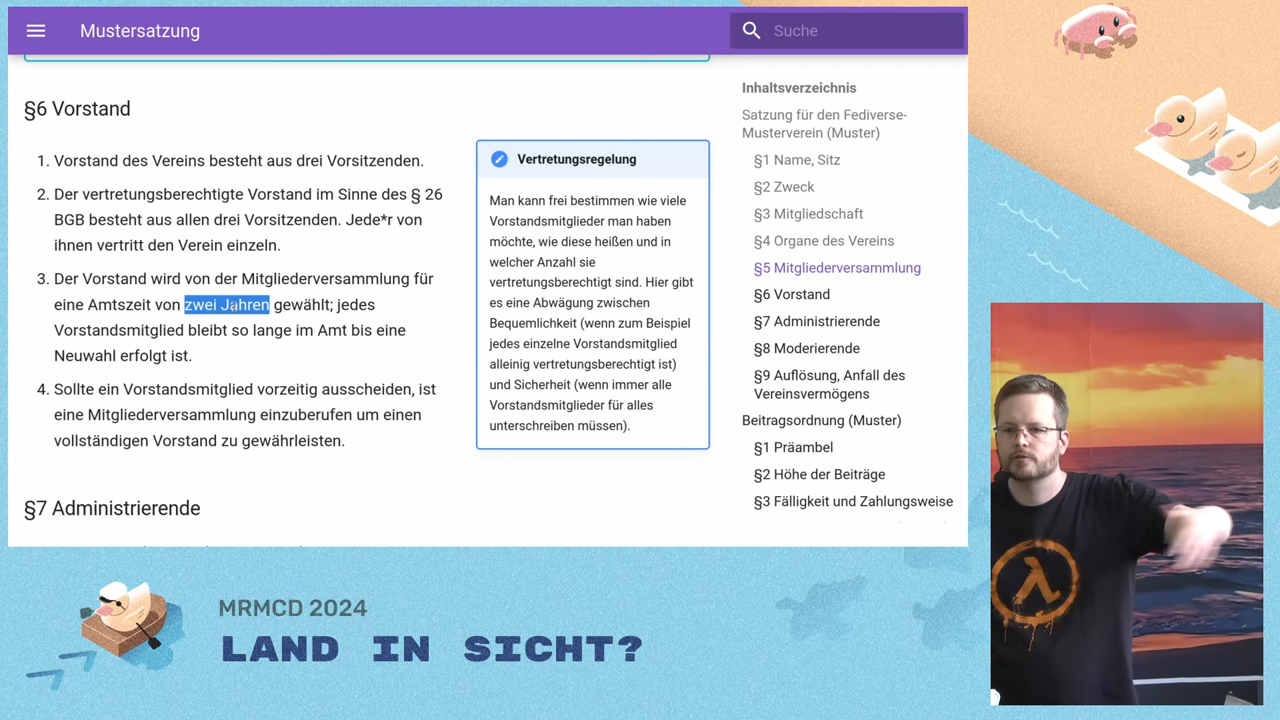 Mustersatzung
Suche
§6 Vorstand
1. Vorstand des Vereins besteht aus drei Vorsitzenden.
2. Der vertretungsberechtigte Vorstand im Sinne des § 26
BGB besteht aus allen drei Vorsitzenden. Jede*r von
ihnen vertritt den Verein einzeln.
3. Der Vorstand wird von der Mitgliederversammlung für
eine Amtszeit von zwei Jahren gewählt; jedes
Vorstandsmitglied bleibt so lange im Amt bis eine
Neuwahl erfolgt ist.
4. Sollte ein Vorstandsmitglied vorzeitig ausscheiden, ist
eine Mitgliederversammlung einzuberufen um einen
vollständigen Vorstand zu gewährleisten.
§7 Administrierende
Vertretungsregelung
Man kann frei bestimmen wie viele
Vorstandsmitglieder man haben
möchte, wie diese heißen und in
welcher Anzahl sie
vertretungsberechtigt sind. Hier gibt
es eine Abwägung zwischen
Bequemlichkeit (wenn zum Beispiel
jedes einzelne Vorstandsmitglied
alleinig vertretungsberechtigt ist)
und Sicherheit (wenn immer alle
Vorstandsmitglieder für alles
unterschreiben müssen).
Inhaltsverzeichnis
Satzung für den Fediverse-
Musterverein (Muster)
§1 Name, Sitz
§2 Zweck
§3 Mitgliedschaft
§4 Organe des Vereins
§5 Mitgliederversammlung
§6 Vorstand
§7 Administrierende
§8 Moderierende
§9 Auflösung, Anfall des
Vereinsvermögens
Beitragsordnung (Muster)
§1 Präambel
§2 Höhe der Beiträge
§3 Fälligkeit und Zahlungsweise
MRMCD 2024
LAND IN SICHT?